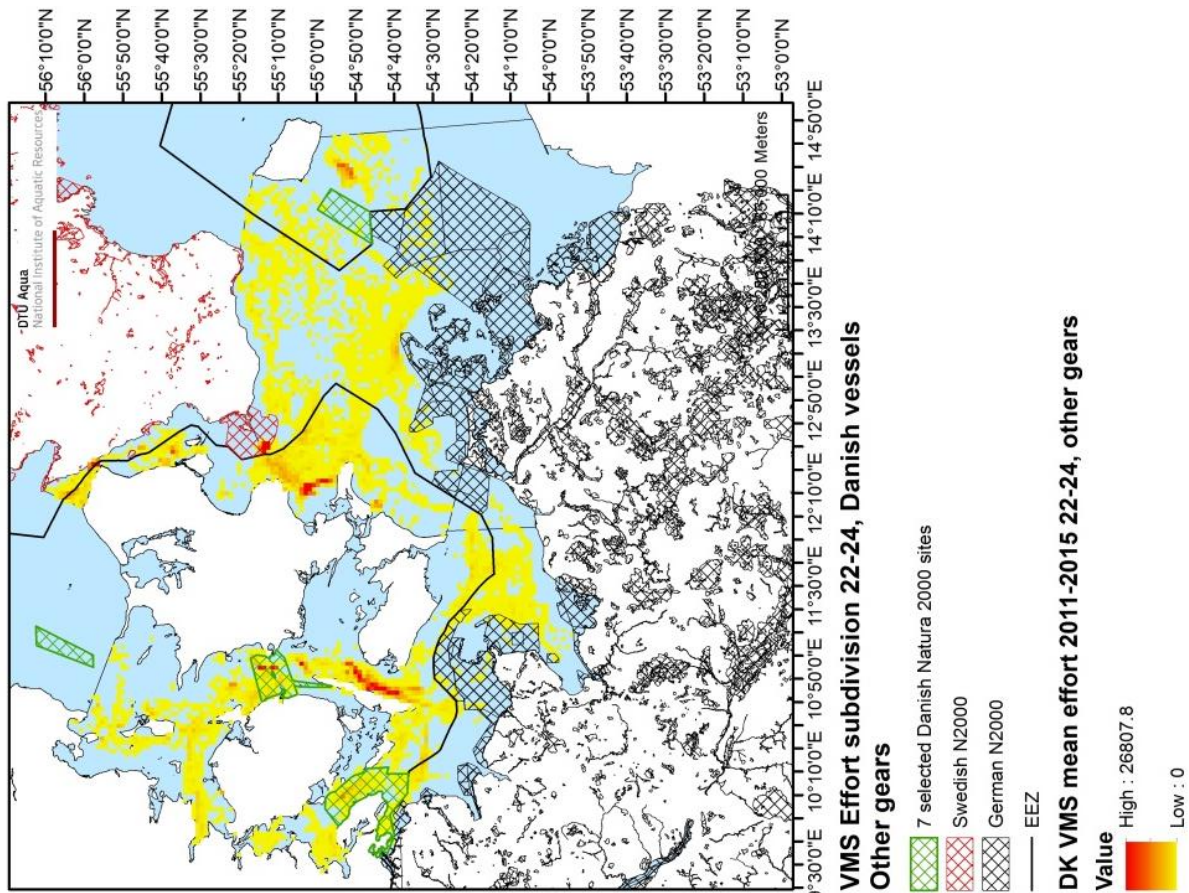 DTU Aqua
National Institute of Aquatic Resources
56°10'0"N
56°0'0"N
55°50'0"N
55°40'0"N
55°30'0"N
55°20'0"N
55°10'0"N
55°0'0"N
54°50'0"N
54°40'0"N
54°30'0"N
54°20'0"N
54°10'0"N
54°0'0"N
53°50'0"N
53°40'0"N
53°30'0"N
53°20'0"N
53°10'0"N
53°0'0"N
Meters
°30'0"E 10°10'0"E 10°50'0"E 11°30'0"E 12°10'0"E 12°50'0"E 13°30'0"E 14°10'0"E 14°50'0"E
VMS Effort subdivision 22-24, Danish vessels
Other gears
7 selected Danish Natura 2000 sites
Swedish N2000
German N2000
EEZ
DK VMS mean effort 2011-2015 22-24, other gears
Value
High : 26807.8
Low : 0